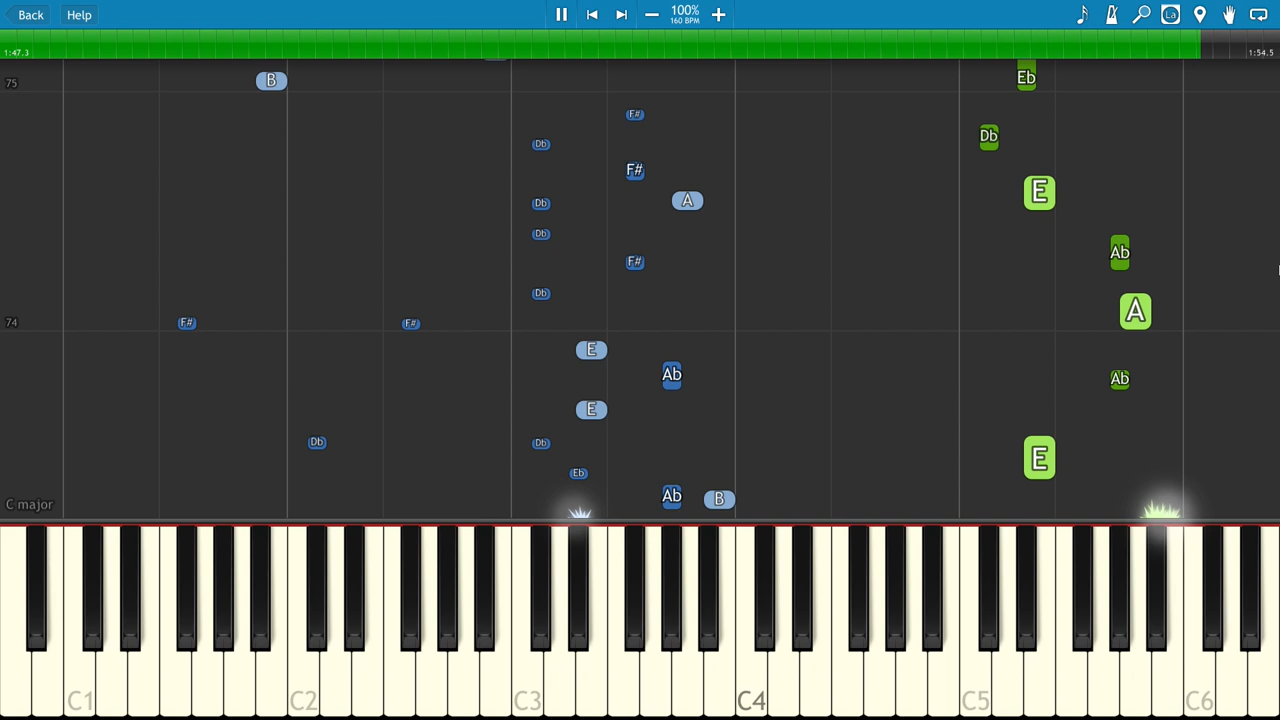 Back Help 100% La
160 BPM
1:47.3 1:54.5
75 B Eb
F#
Db Db
F#
E
Db A
Db
Ab
F#
Db
A
74 F# F#
E
Ab Ab
E
Db Db E
Eb
C major Ab B
C1 C2 C3 C4 C5 C6